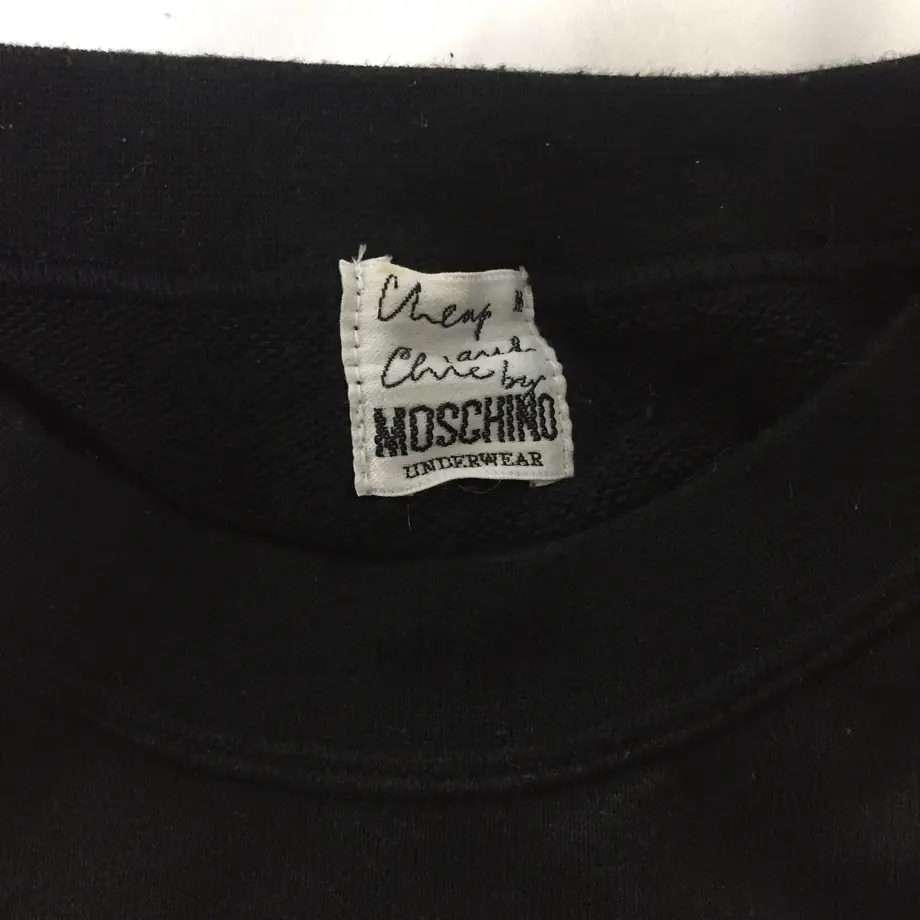 Cheap M
and
Chic by
MOSCHINO
UNDERWEAR